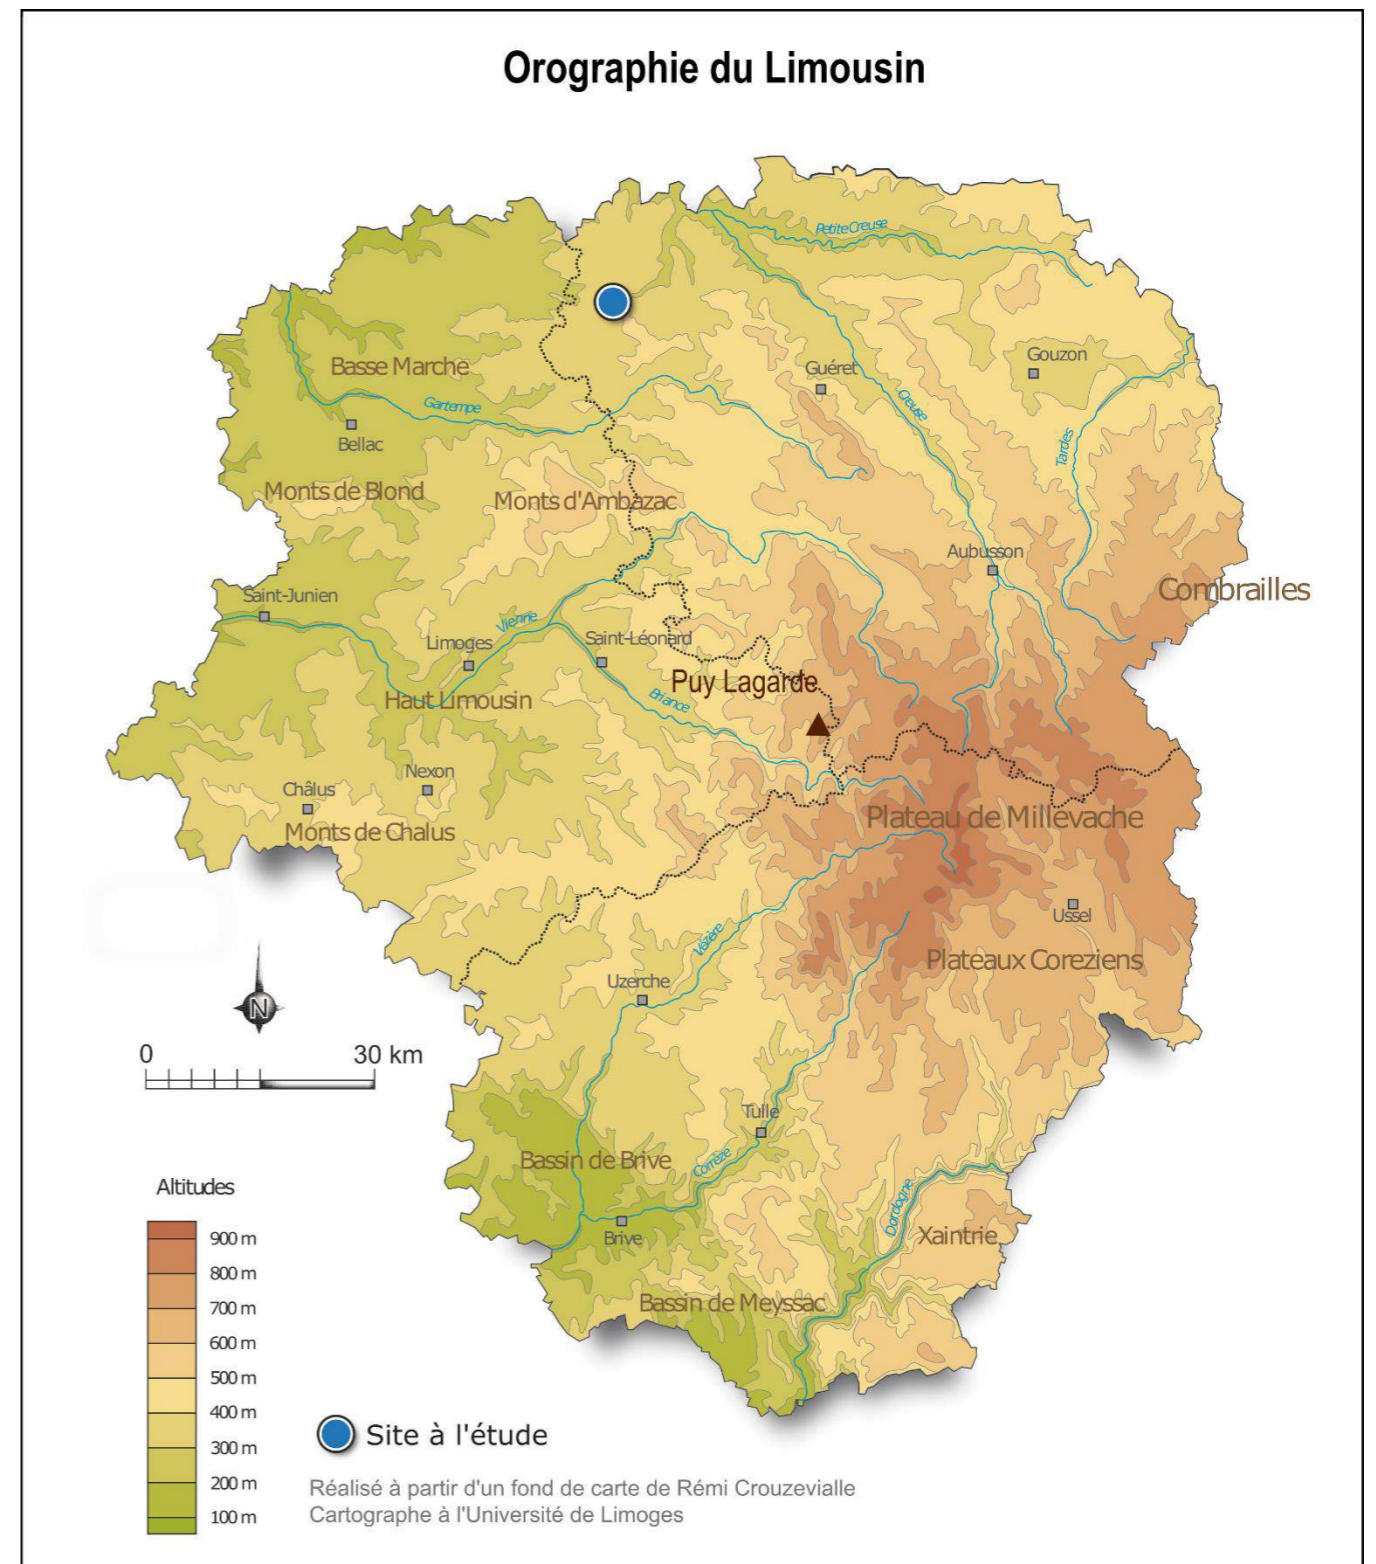 Orographie du Limousin
Petite Creuse
Gouzon
Guéret
Basse Marche
Gartempe
Creuse
Bellac
Tardes
Monts de Blond
Monts d'Ambazac
Aubusson
Combrailles
Saint-Junien
Vienne
Limoges
Saint-Léonard
Puy Lagarde
Haut Limousin
Briance
Nexon
Châlus
Monts de Chalus
Plateau de Millevache
Ussel
Vézère
Plateaux Coreziens
Uzerche
N
0 30 km
Tulle
Bassin de Brive
Corrèze
Dordogne
Xaintrie
Brive
Bassin de Meyssac
Altitudes
900 m
800 m
700 m
600 m
500 m
400 m
300 m
200 m
100 m
Site à l'étude
Réalisé à partir d'un fond de carte de Rémi Crouzevialle
Cartographe à l'Université de Limoges